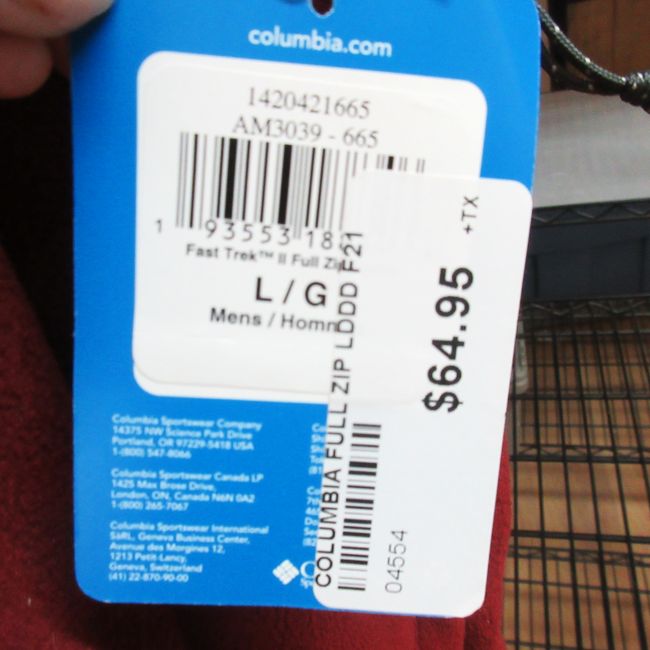 columbia.com
1420421665
AM3039 - 665
1 93553 18
Fast Trek™ II Full Zip
L / G
Mens / Homm
Columbia Sportswear Company
14375 NW Science Park Drive
Portland, OR 97229-5418 USA
1-(800) 547-8066
Columbia Sportswear Canada LP
1425 Max Brose Drive,
London, ON, Canada N6N 0A2
1-(800) 265-7067
Columbia Sportswear International
SàRL, Geneva Business Center,
Avenue des Morgines 12,
1213 Petit-Lancy,
Geneva, Switzerland
(41) 22-870-90-00
COLUMBIA FULL ZIP LDDD F21
$64.95 +TX
04554